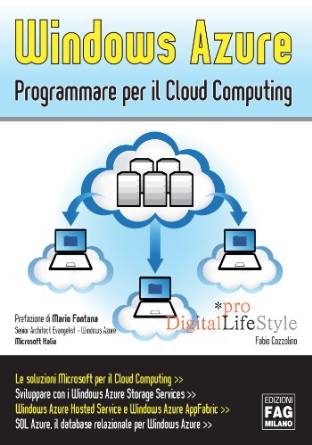 Windows Azure
Programmare per il Cloud Computing
Prefazione di Mario Fontana
Senior Architect Evangelist - Windows Azure
Microsoft Italia
*pro
DigitalLifeStyle
Fabio Cozzolino
Le soluzioni Microsoft per il Cloud Computing >>
Sviluppare con i Windows Azure Storage Services >>
Windows Azure Hosted Service e Windows Azure AppFabric >>
SQL Azure, il database relazionale per Windows Azure >>
EDIZIONI
FAG
MILANO